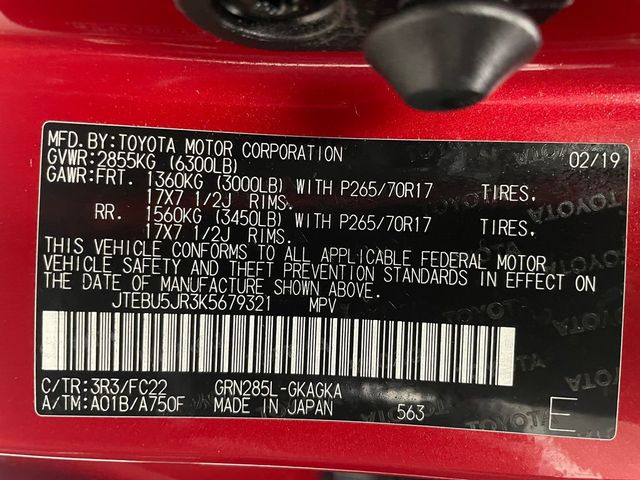 MFD.BY:TOYOTA MOTOR CORPORATION 02/19
GVWR:2855KG (6300LB)
GAWR:FRT. 1360KG (3000LB) WITH P265/70R17 TIRES,
17X7 1/2J RIMS.
RR. 1560KG (3450LB) WITH P265/70R17 TIRES,
17X7 1/2J RIMS.
THIS VEHICLE CONFORMS TO ALL APPLICABLE FEDERAL MOTOR
VEHICLE SAFETY AND THEFT PREVENTION STANDARDS IN EFFECT ON
THE DATE OF MANUFACTURE SHOWN ABOVE.
JTEBU5JR3K5679321 MPV
C/TR:3R3/FC22 GRN285L-GKAGKA
A/TM:A01B/A750F MADE IN JAPAN 563 E